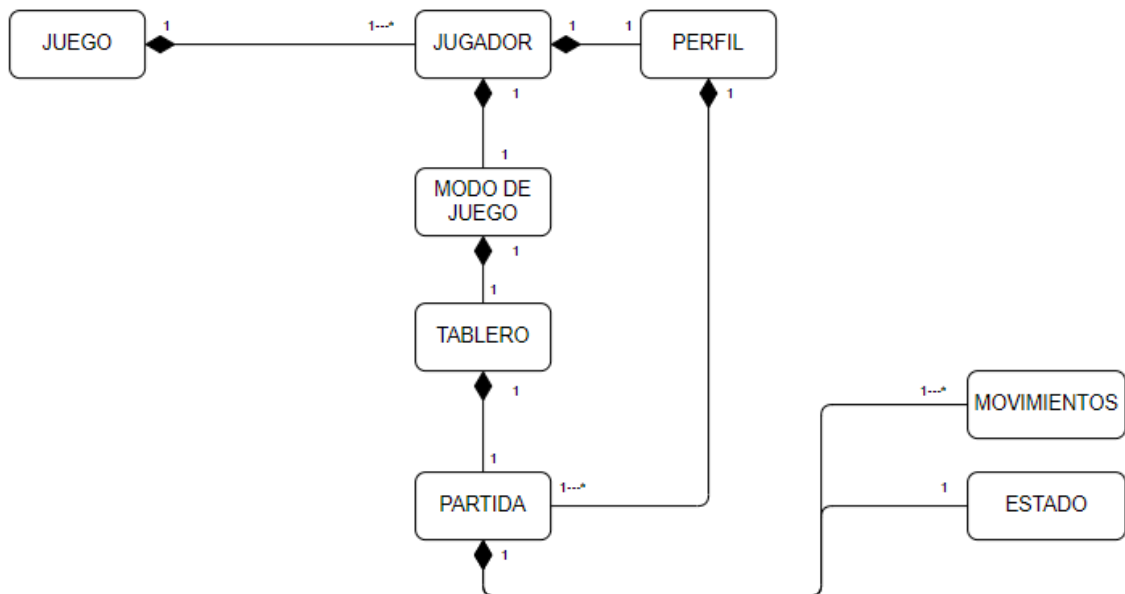 1
1---*
1
1
JUEGO
JUGADOR
PERFIL
1
1
1
MODO DE
JUEGO
1
1
TABLERO
1
1---*
MOVIMIENTOS
1
1---*
1
PARTIDA
ESTADO
1